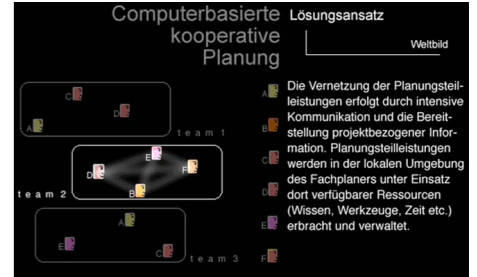 Computerbasierte
kooperative
Planung
Lösungsansatz
Weltbild
C
D
A
team 1
E
D
F
B
team 2
A
E
C
team 3
A
B
C
D
E
F
Die Vernetzung der Planungsteil-
leistungen erfolgt durch intensive
Kommunikation und die Bereit-
stellung projektbezogener Infor-
mation. Planungsteilleistungen
werden in der lokalen Umgebung
des Fachplaners unter Einsatz
dort verfügbarer Ressourcen
(Wissen, Werkzeuge, Zeit etc.)
erbracht und verwaltet.